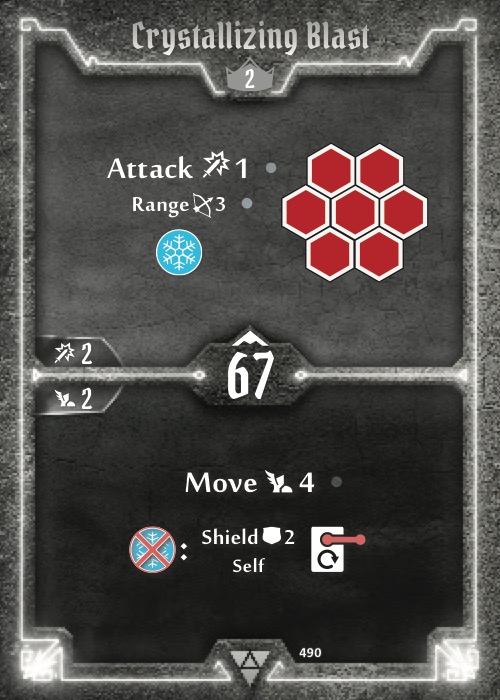 Crystallizing Blast
2
Attack 1
Range 3
2
67
2
Move 4
: Shield 2
Self
490